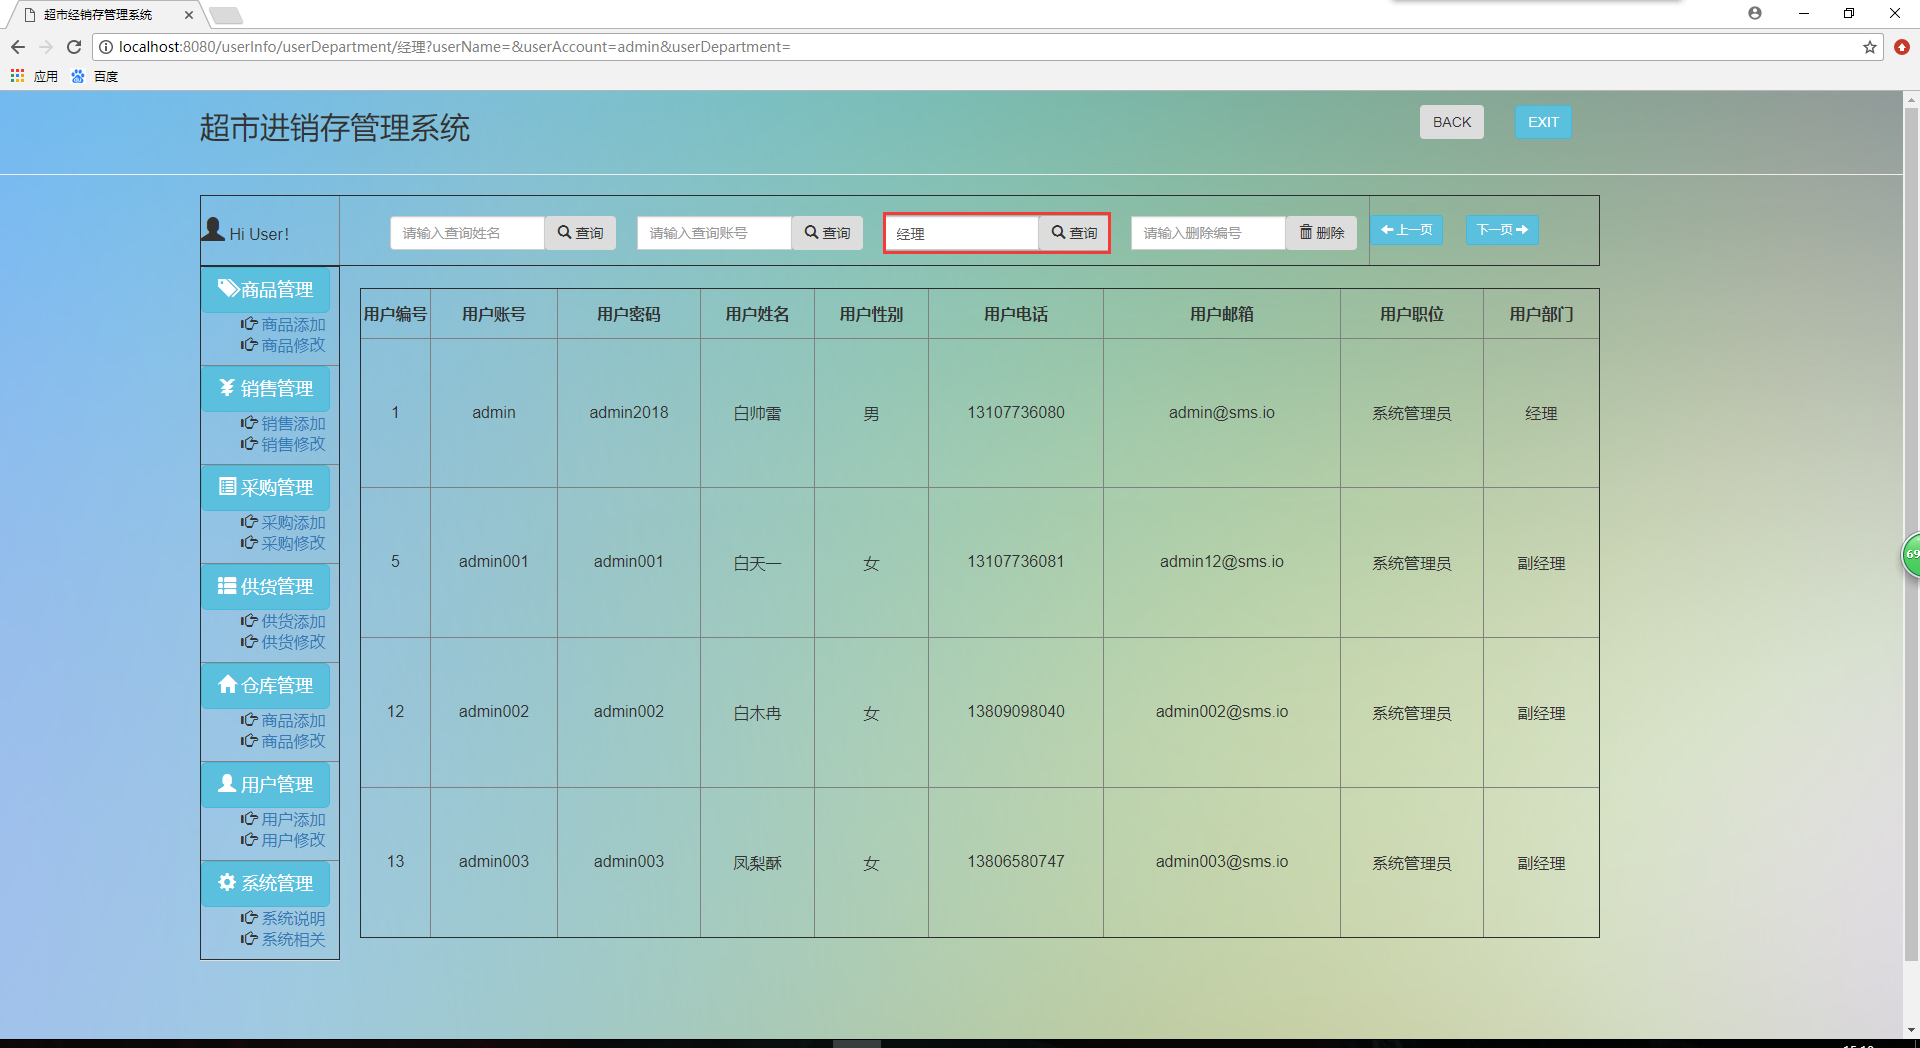 超市经销存管理系统
localhost:8080/userInfo/userDepartment/经理?userName=&userAccount=admin&userDepartment=
应用 百度
超市进销存管理系统
BACK EXIT
Hi User!
请输入查询姓名 查询 请输入查询账号 查询 经理 查询 请输入删除编号 删除 上一页 下一页
商品管理
商品添加
商品修改
销售管理
销售添加
销售修改
采购管理
采购添加
采购修改
供货管理
供货添加
供货修改
仓库管理
商品添加
商品修改
用户管理
用户添加
用户修改
系统管理
系统说明
系统相关
用户编号 用户账号 用户密码 用户姓名 用户性别 用户电话 用户邮箱 用户职位 用户部门
1 admin admin2018 白帅雷 男 13107736080 admin@sms.io 系统管理员 经理
5 admin001 admin001 白天一 女 13107736081 admin12@sms.io 系统管理员 副经理
12 admin002 admin002 白木冉 女 13809098040 admin002@sms.io 系统管理员 副经理
13 admin003 admin003 凤梨酥 女 13806580747 admin003@sms.io 系统管理员 副经理
69